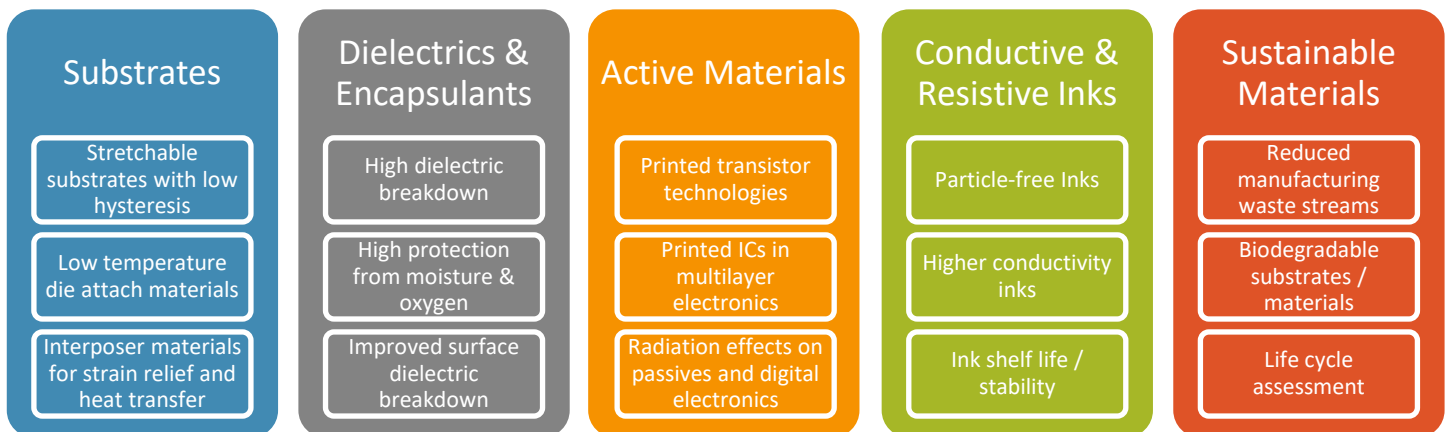 Substrates
Stretchable
substrates with low
hysteresis
Low temperature
die attach materials
Interposer materials
for strain relief and
heat transfer
Dielectrics &
Encapsulants
High dielectric
breakdown
High protection
from moisture &
oxygen
Improved surface
dielectric
breakdown
Active Materials
Printed transistor
technologies
Printed ICs in
multilayer
electronics
Radiation effects on
passives and digital
electronics
Conductive &
Resistive Inks
Particle-free Inks
Higher conductivity
inks
Ink shelf life /
stability
Sustainable
Materials
Reduced
manufacturing
waste streams
Biodegradable
substrates /
materials
Life cycle
assessment